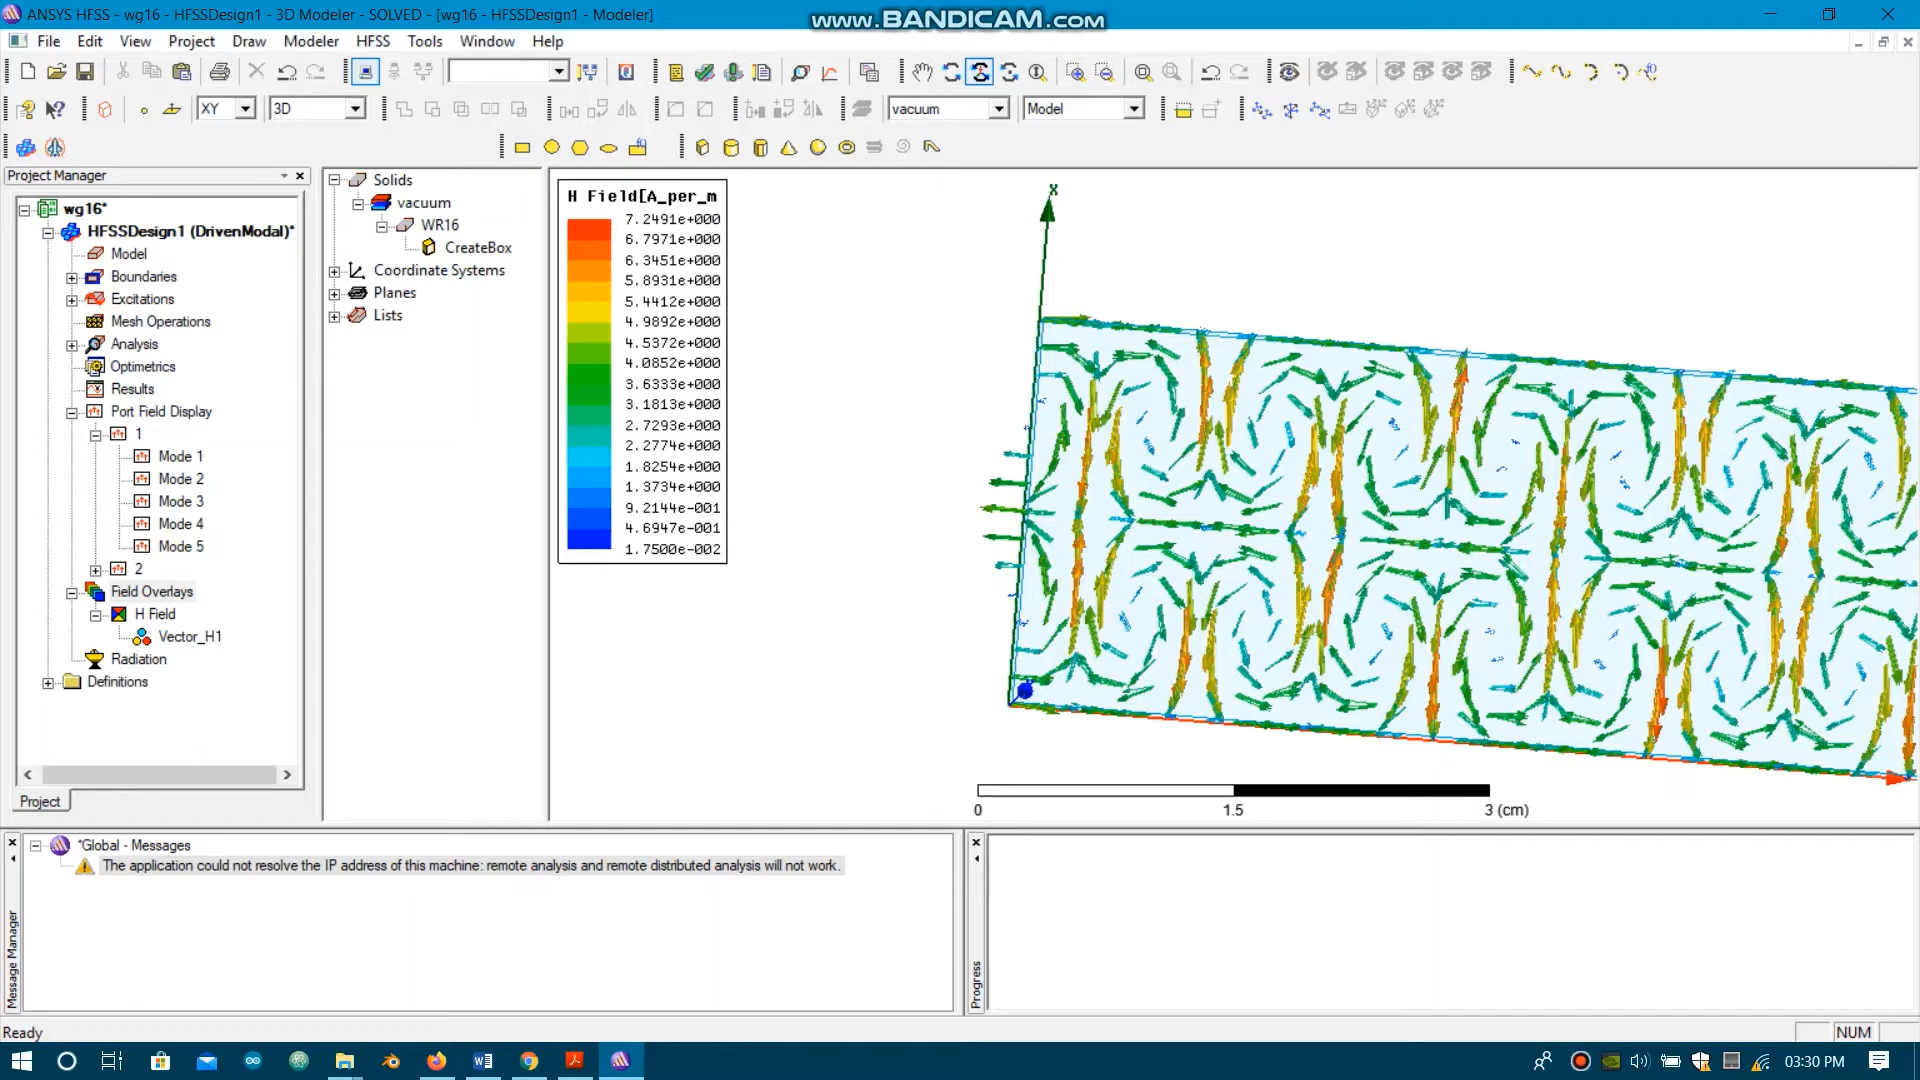 ANSYS HFSS - wg16 - HFSSDesign1 - 3D Modeler - SOLVED - [wg16 - HFSSDesign1 - Modeler]
www.BANDICAM.COM
File Edit View Project Draw Modeler HFSS Tools Window Help
XY 3D vacuum Model
Project Manager
wg16*
HFSSDesign1 (DrivenModal)*
Model
Boundaries
Excitations
Mesh Operations
Analysis
Optimetrics
Results
Port Field Display
1
Mode 1
Mode 2
Mode 3
Mode 4
Mode 5
2
Field Overlays
H Field
Vector_H1
Radiation
Definitions
Project
Solids
vacuum
WR16
CreateBox
Coordinate Systems
Planes
Lists
H Field[A_per_m
7.2491e+000
6.7971e+000
6.3451e+000
5.8931e+000
5.4412e+000
4.9892e+000
4.5372e+000
4.0852e+000
3.6333e+000
3.1813e+000
2.7293e+000
2.2774e+000
1.8254e+000
1.3734e+000
9.2144e-001
4.6947e-001
1.7500e-002
X
0 1.5 3 (cm)
*Global - Messages
The application could not resolve the IP address of this machine: remote analysis and remote distributed analysis will not work.
Message Manager
Progress
Ready
NUM
03:30 PM